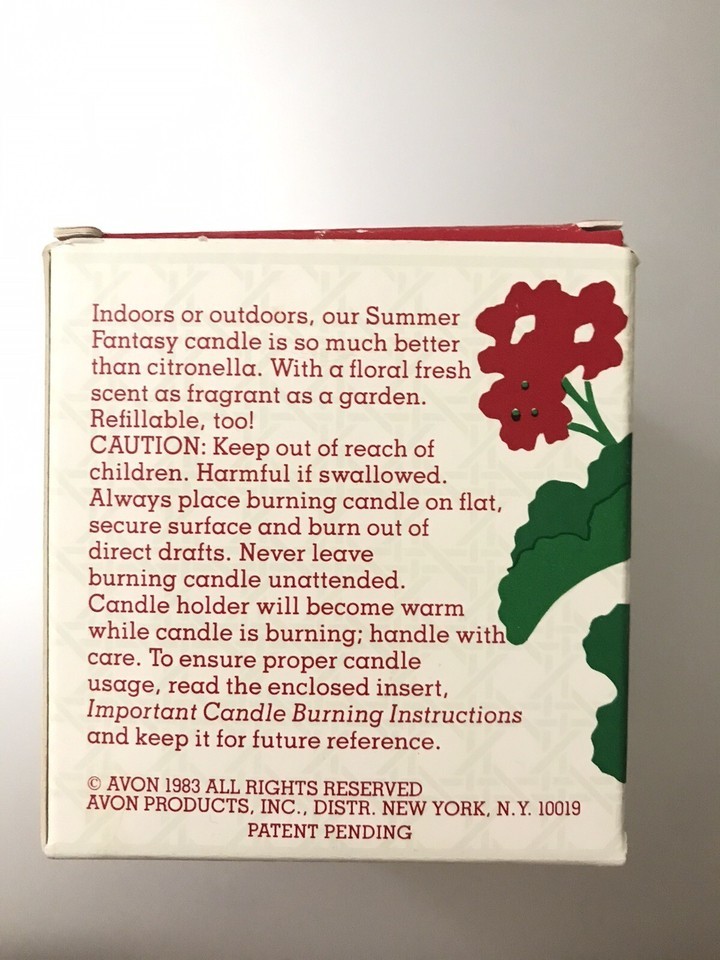 Indoors or outdoors, our Summer
Fantasy candle is so much better
than citronella. With a floral fresh
scent as fragrant as a garden.
Refillable, too!
CAUTION: Keep out of reach of
children. Harmful if swallowed.
Always place burning candle on flat,
secure surface and burn out of
direct drafts. Never leave
burning candle unattended.
Candle holder will become warm
while candle is burning; handle with
care. To ensure proper candle
usage, read the enclosed insert,
Important Candle Burning Instructions
and keep it for future reference.
© AVON 1983 ALL RIGHTS RESERVED
AVON PRODUCTS, INC., DISTR. NEW YORK, N.Y. 10019
PATENT PENDING